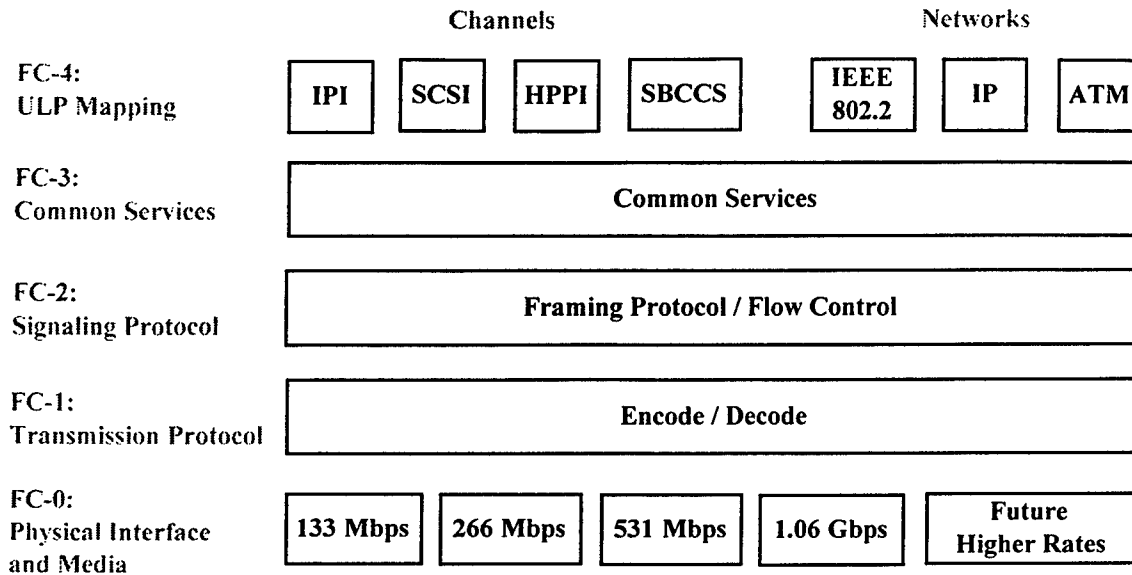 Channels
Networks
FC-4:
ULP Mapping
IPI
SCSI
HPPI
SBCCS
IEEE
802.2
IP
ATM
FC-3:
Common Services
Common Services
FC-2:
Signaling Protocol
Framing Protocol / Flow Control
FC-1:
Transmission Protocol
Encode / Decode
FC-0:
Physical Interface
and Media
133 Mbps
266 Mbps
531 Mbps
1.06 Gbps
Future
Higher Rates